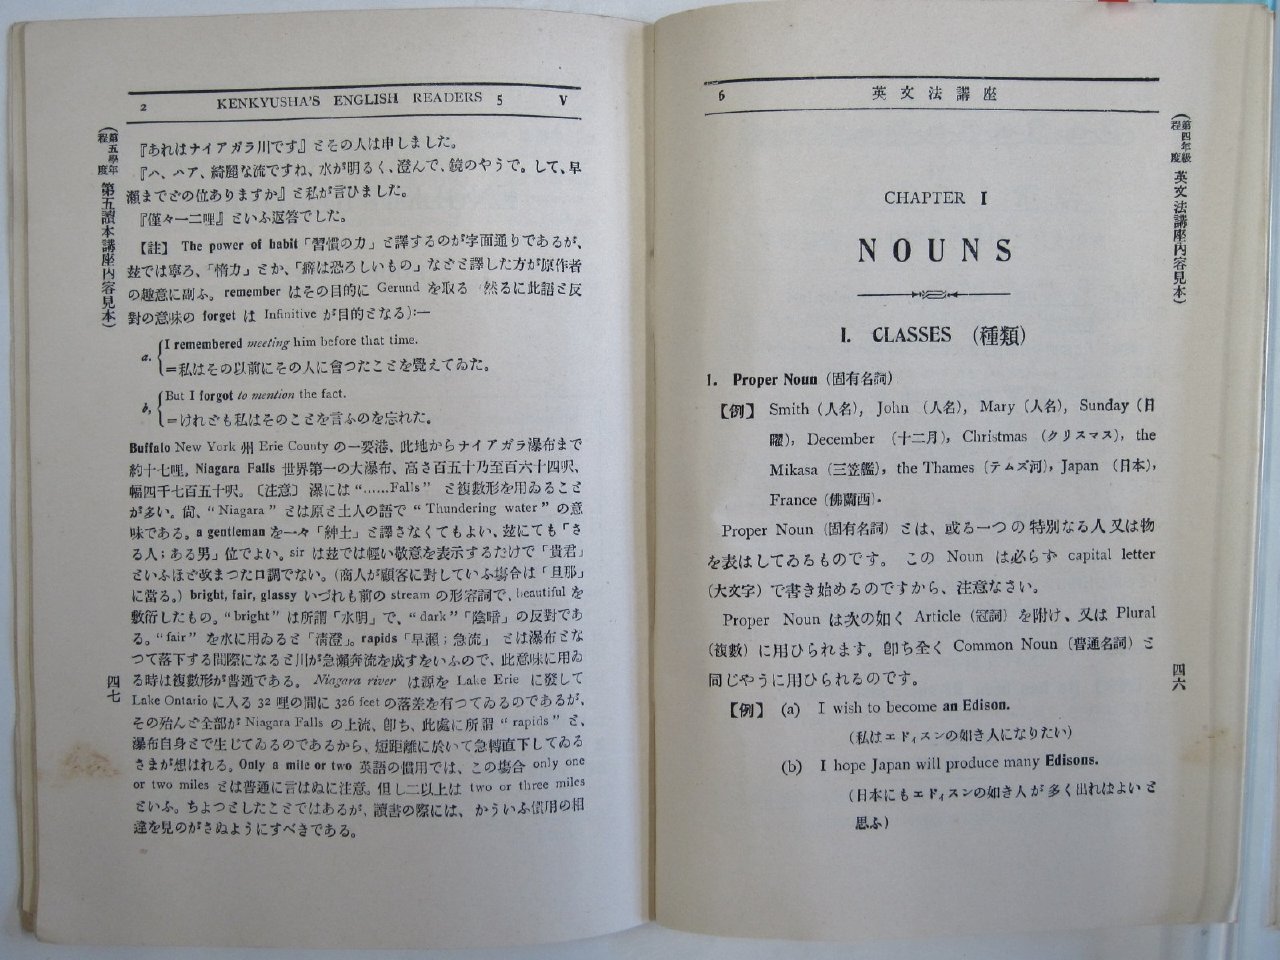 2 KENKYUSHA'S ENGLISH READERS 5 V
(第五學年程度 第五讀本講座內容見本)
『あれはナイアガラ川です』とその人は申しました。
『ハ、ハア、綺麗な流ですね、水が明るく、澄んで、鏡のやうで。して、早
瀬までどの位ありますか』と私が言ひました。
『僅々一二哩』といふ返答でした。
【註】 The power of habit「習慣の力」と譯するのが字面通りであるが、
玆では寧ろ、「惰力」とか、「癖は恐ろしいもの」などと譯した方が原作者
の趣意に副ふ。remember はその目的に Gerund を取る (然るに此語と反
對の意味の forget は Infinitive が目的となる):—
a. I remembered meeting him before that time.
=私はその以前にその人に會つたことを覺えてゐた。
b. But I forgot to mention the fact.
=けれども私はそのことを言ふのを忘れた。
Buffalo New York 州 Erie County の一要港、此地からナイアガラ瀑布まで
約十七哩。Niagara Falls 世界第一の大瀑布、高さ百五十乃至百六十四呎、
幅四千七百五十呎。〔注意〕 瀑には “......Falls” と複數形を用ゐること
が多い。尙、“Niagara” とは原と土人の語で “Thundering water” の意
味である。a gentleman を一々「紳士」と譯さなくてもよい、玆にても「さ
る人; ある男」位でよい。sir は玆では輕い敬意を表示するだけで「貴君」
といふほど改まつた口調でない。(商人が顧客に對していふ場合は「旦那」
に當る。) bright, fair, glassy いづれも前の stream の形容詞で、beautiful を
敷衍したもの。“bright” は所謂「水明」で、“dark”「陰暗」の反對であ
る。“fair” を水に用ゐると「淸澄」。rapids「早瀬; 急流」とは瀑布とな
つて落下する間際になると川が急瀬奔流を成すをいふので、此意味に用ゐ
る時は複數形が普通である。 Niagara river は源を Lake Erie に發して
Lake Ontario に入る 32 哩の間に 326 feet の落差を有つてゐるのであるが、
その殆んど全部が Niagara Falls の上流、卽ち、此處に所謂 “rapids” と、
瀑布自身とで生じてゐるのであるから、短距離に於いて急轉直下してゐる
さまが想はれる。Only a mile or two 英語の慣用では、この場合 only one
or two miles とは普通に言はぬに注意。但し二以上は two or three miles
といふ。ちよつとしたことではあるが、讀書の際には、かういふ慣用の相
違を見のがさぬようにすべきである。
四七
6 英文法講座
(第四年級程度 英文法講座內容見本)
CHAPTER I
NOUNS
I. CLASSES (種類)
1. Proper Noun (固有名詞)
【例】 Smith (人名), John (人名), Mary (人名), Sunday (日
曜), December (十二月), Christmas (クリスマス), the
Mikasa (三笠艦), the Thames (テムズ河), Japan (日本),
France (佛蘭西).
Proper Noun (固有名詞) とは、或る一つの特別なる人又は物
を表はしてゐるものです。 この Noun は必らず capital letter
(大文字) で書き始めるのですから、注意なさい。
Proper Noun は次の如く Article (冠詞) を附け、又は Plural
(複數) に用ひられます。卽ち全く Common Noun (普通名詞) と
同じやうに用ひられるのです。
【例】 (a) I wish to become an Edison.
(私はエディスンの如き人になりたい)
(b) I hope Japan will produce many Edisons.
(日本にもエディスンの如き人が多く出ればよいと
思ふ)
四六